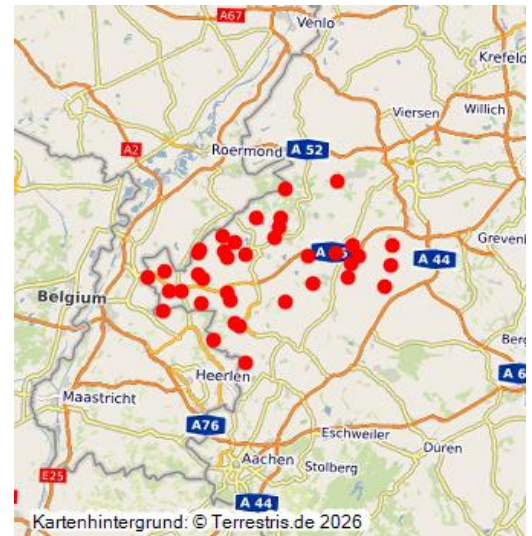 A67
Venlo
Krefeld
Viersen
Willich
A2
Roermond
A 52
Grevenb
A 44
Belgium
Berg
Heerlen
A 6
Maastricht
A76
Eschweiler
Düren
Aachen
Stolberg
E25
A 44
Kartenhintergrund: © Terrestris.de 2026